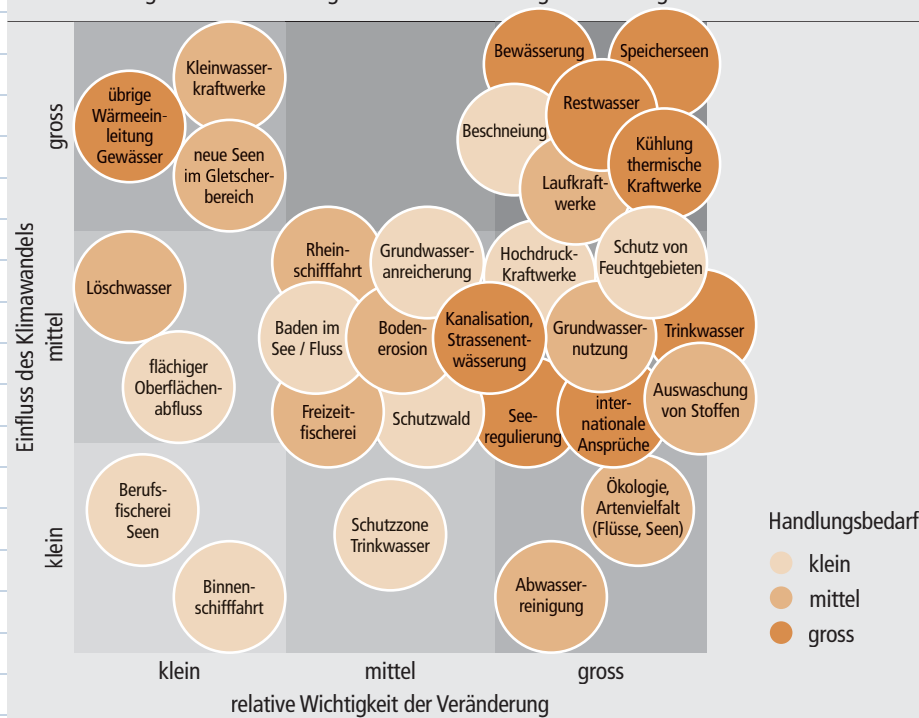 Bewässerung
Speicherseen
Kleinwasser-
kraftwerke
übrige
Wärmeein-
leitung
Gewässer
Restwasser
Beschneiung
Kühlung
thermische
Kraftwerke
neue Seen
im Gletscher-
bereich
Laufkraft-
werke
gross
Rhein-
schifffahrt
Grundwasser-
anreicherung
Hochdruck-
Kraftwerke
Schutz von
Feuchtgebieten
Löschwasser
Baden im
See / Fluss
Boden-
erosion
Kanalisation,
Strassenent-
wässerung
Grundwasser-
nutzung
Trinkwasser
flächiger
Oberflächen-
abfluss
Freizeit-
fischerei
Schutzwald
See-
regulierung
inter-
nationale
Ansprüche
Auswaschung
von Stoffen
mittel
Einfluss des Klimawandels
Berufs-
fischerei
Seen
Schutzzone
Trinkwasser
Ökologie,
Artenvielfalt
(Flüsse, Seen)
Binnen-
schifffahrt
Abwasser-
reinigung
klein
Handlungsbedarf
klein
mittel
gross
klein
mittel
gross
relative Wichtigkeit der Veränderung